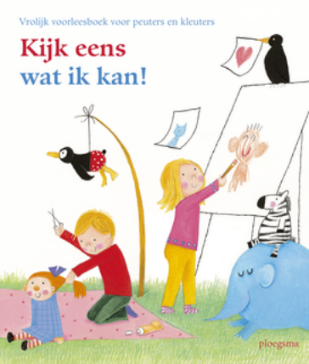 Vrolijk voorleesboek voor peuters en kleuters
Kijk eens
wat ik kan!
ploegsma